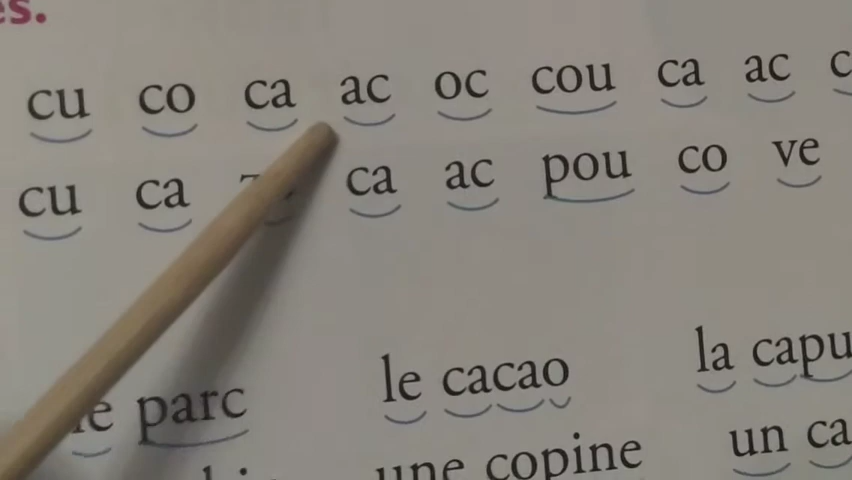 es.
cu co ca ac oc cou ca ac c
cu ca ca ac pou co ve
le parc le cacao la capu
une copine un ca